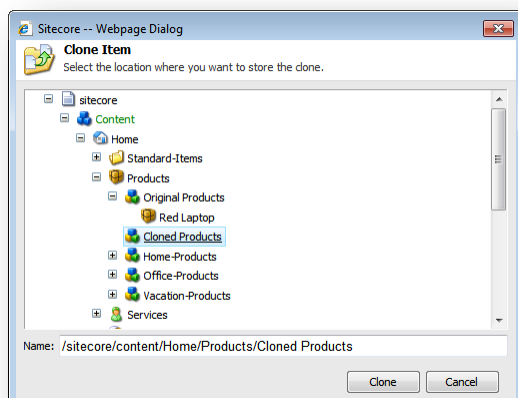 Sitecore -- Webpage Dialog
Clone Item
Select the location where you want to store the clone.
sitecore
Content
Home
Standard-Items
Products
Original Products
Red Laptop
Cloned Products
Home-Products
Office-Products
Vacation-Products
Services
Name: /sitecore/content/Home/Products/Cloned Products
Clone Cancel